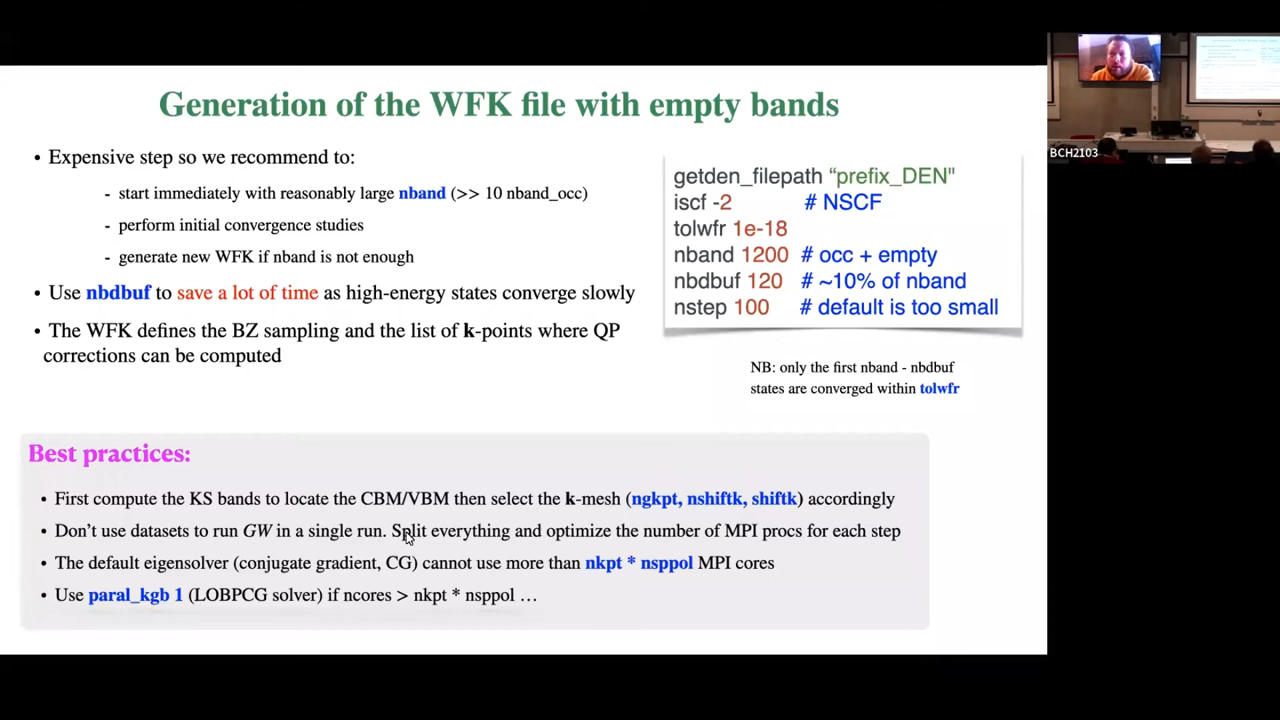 Generation of the WFK file with empty bands
• Expensive step so we recommend to:
- start immediately with reasonably large nband (>> 10 nband_occ)
- perform initial convergence studies
- generate new WFK if nband is not enough
• Use nbdbuf to save a lot of time as high-energy states converge slowly
• The WFK defines the BZ sampling and the list of k-points where QP
corrections can be computed
getden_filepath “prefix_DEN”
iscf -2 # NSCF
tolwfr 1e-18
nband 1200 # occ + empty
nbdbuf 120 # ~10% of nband
nstep 100 # default is too small
NB: only the first nband - nbdbuf
states are converged within tolwfr
Best practices:
• First compute the KS bands to locate the CBM/VBM then select the k-mesh (ngkpt, nshiftk, shiftk) accordingly
• Don’t use datasets to run GW in a single run. Split everything and optimize the number of MPI procs for each step
• The default eigensolver (conjugate gradient, CG) cannot use more than nkpt * nsppol MPI cores
• Use paral_kgb 1 (LOBPCG solver) if ncores > nkpt * nsppol …
BCH2103